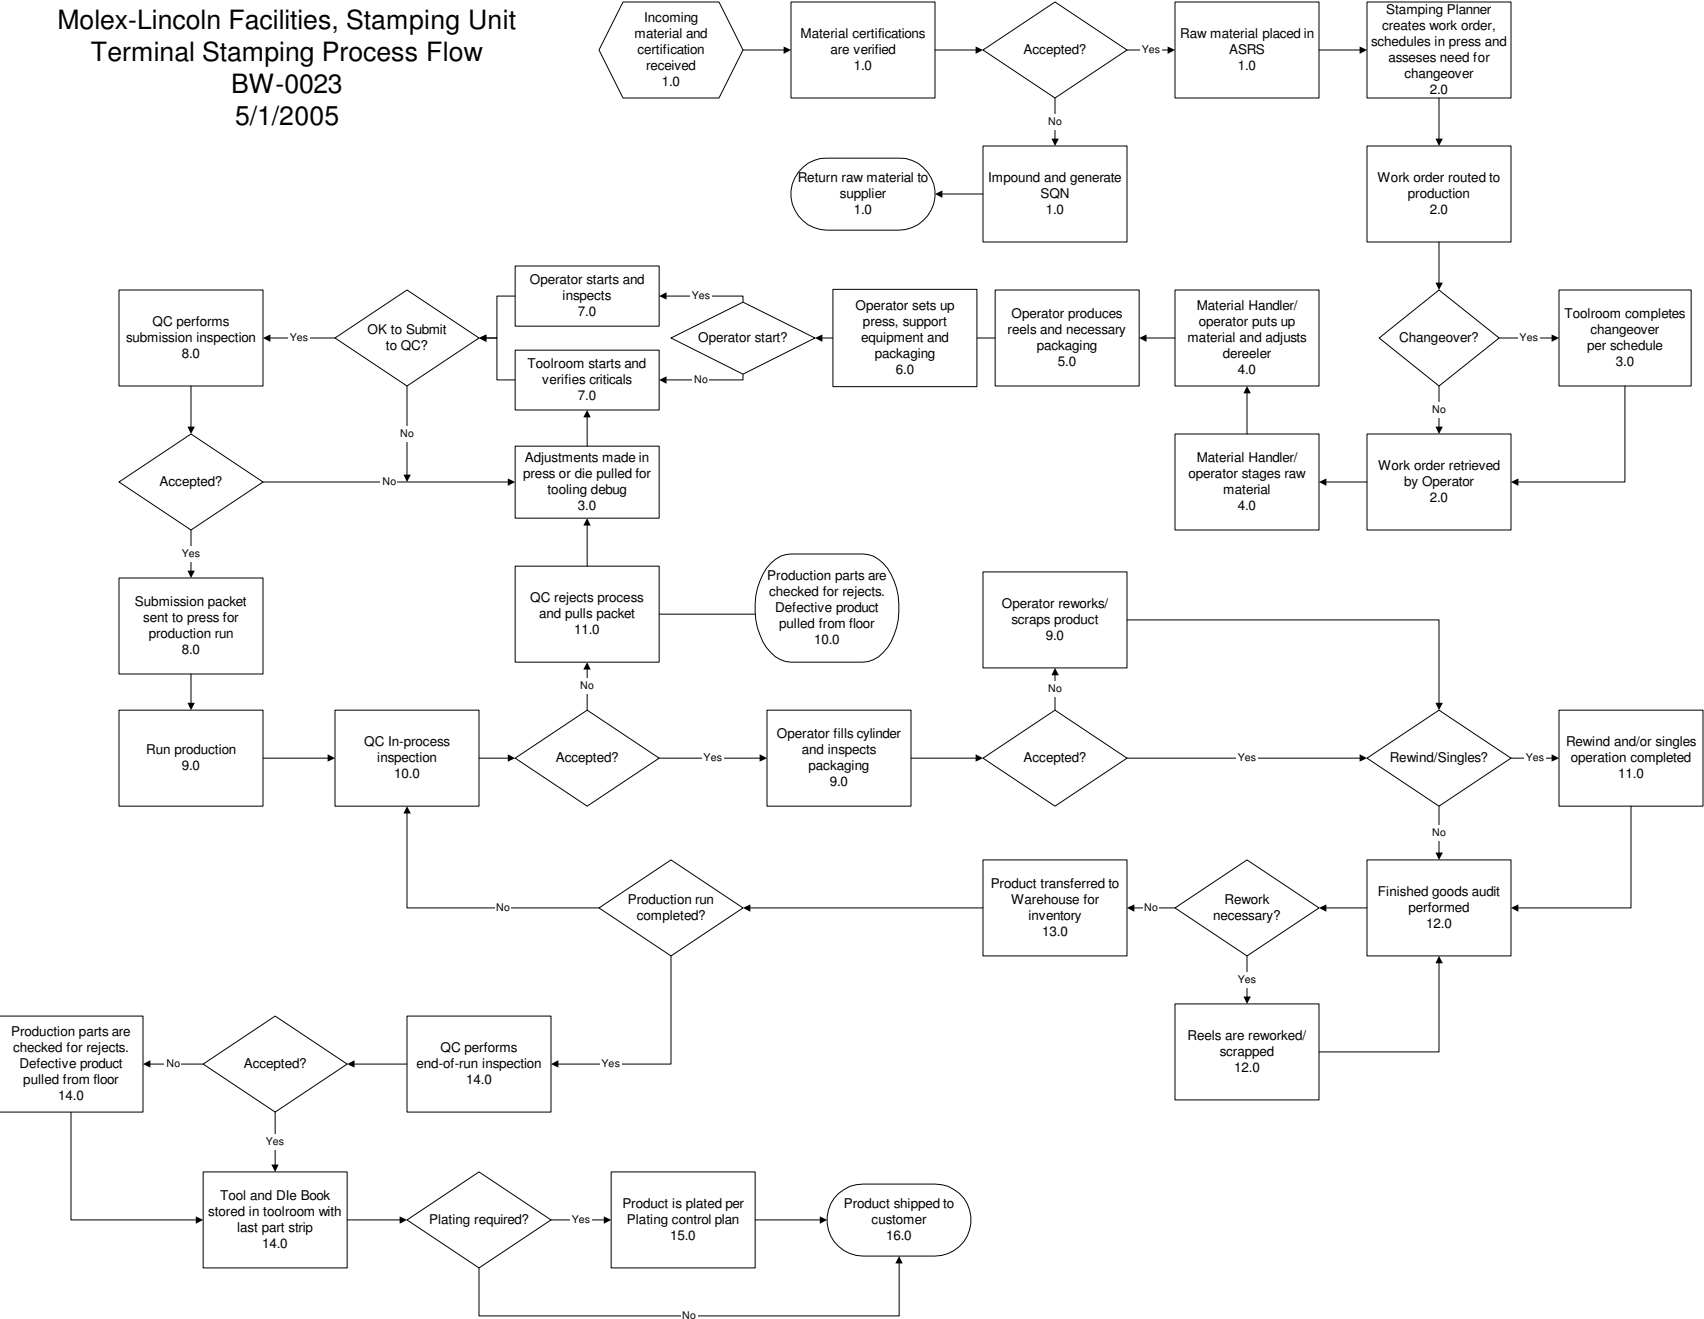 Molex-Lincoln Facilities, Stamping Unit
Terminal Stamping Process Flow
BW-0023
5/1/2005
Incoming
material and
certification
received
1.0
Material certifications
are verified
1.0
Accepted?
Yes
Raw material placed in
ASRS
1.0
Stamping Planner
creates work order,
schedules in press and
asseses need for
changeover
2.0
No
Return raw material to
supplier
1.0
Impound and generate
SQN
1.0
Work order routed to
production
2.0
QC performs
submission inspection
8.0
Yes
OK to Submit
to QC?
Operator starts and
inspects
7.0
Yes
Operator start?
Operator sets up
press, support
equipment and
packaging
6.0
Operator produces
reels and necessary
packaging
5.0
Material Handler/
operator puts up
material and adjusts
dereeler
4.0
Changeover?
Yes
Toolroom completes
changeover
per schedule
3.0
Toolroom starts and
verifies criticals
7.0
No
No
No
Accepted?
No
Adjustments made in
press or die pulled for
tooling debug
3.0
Material Handler/
operator stages raw
material
4.0
Work order retrieved
by Operator
2.0
Yes
Submission packet
sent to press for
production run
8.0
QC rejects process
and pulls packet
11.0
Production parts are
checked for rejects.
Defective product
pulled from floor
10.0
Operator reworks/
scraps product
9.0
No
No
Run production
9.0
QC In-process
inspection
10.0
Accepted?
Yes
Operator fills cylinder
and inspects
packaging
9.0
Accepted?
Yes
Rewind/Singles?
Yes
Rewind and/or singles
operation completed
11.0
No
No
Production run
completed?
Product transferred to
Warehouse for
inventory
13.0
No
Rework
necessary?
Finished goods audit
performed
12.0
Yes
Reels are reworked/
scrapped
12.0
Production parts are
checked for rejects.
Defective product
pulled from floor
14.0
No
Accepted?
QC performs
end-of-run inspection
14.0
Yes
Yes
Tool and DIe Book
stored in toolroom with
last part strip
14.0
Plating required?
Yes
Product is plated per
Plating control plan
15.0
Product shipped to
customer
16.0
No